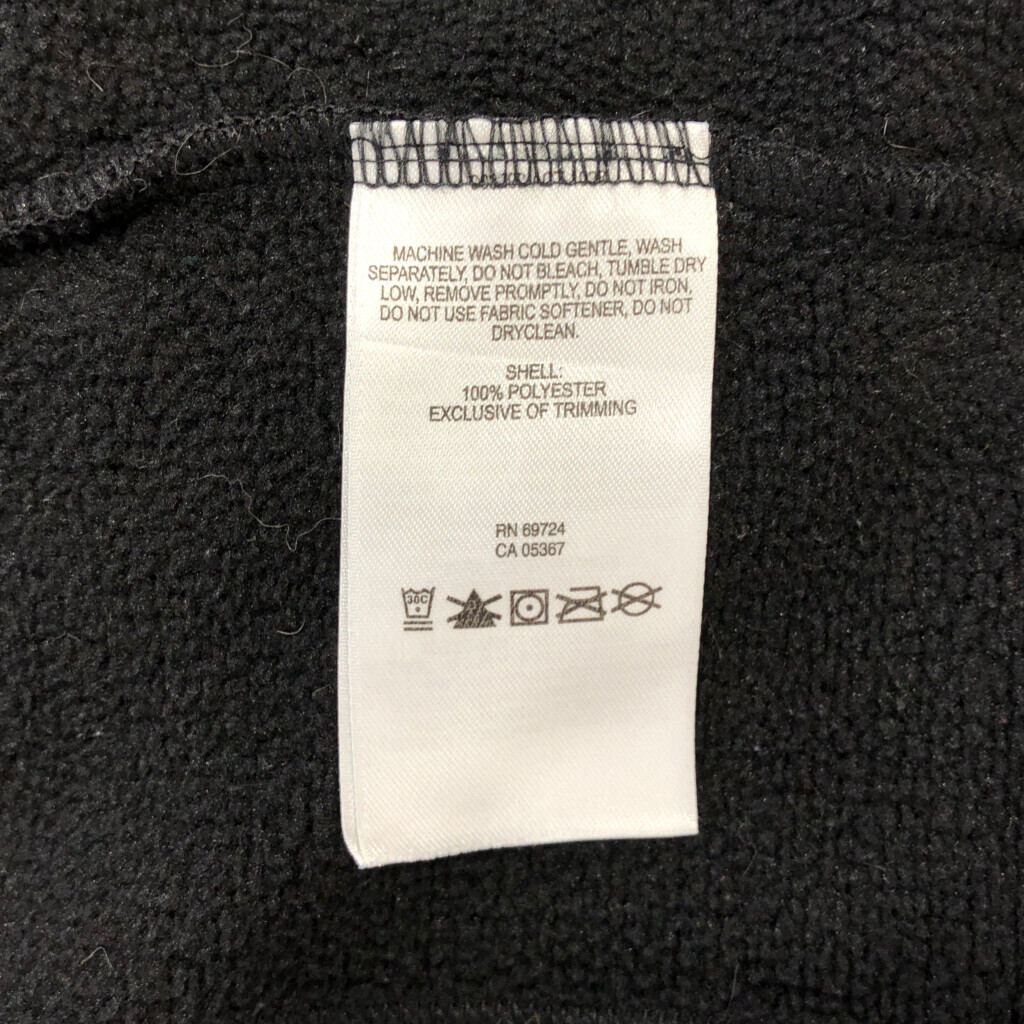 MACHINE WASH COLD GENTLE, WASH
SEPARATELY, DO NOT BLEACH, TUMBLE DRY
LOW, REMOVE PROMPTLY, DO NOT IRON,
DO NOT USE FABRIC SOFTENER, DO NOT
DRYCLEAN.
SHELL:
100% POLYESTER
EXCLUSIVE OF TRIMMING
RN 69724
CA 05367
30C